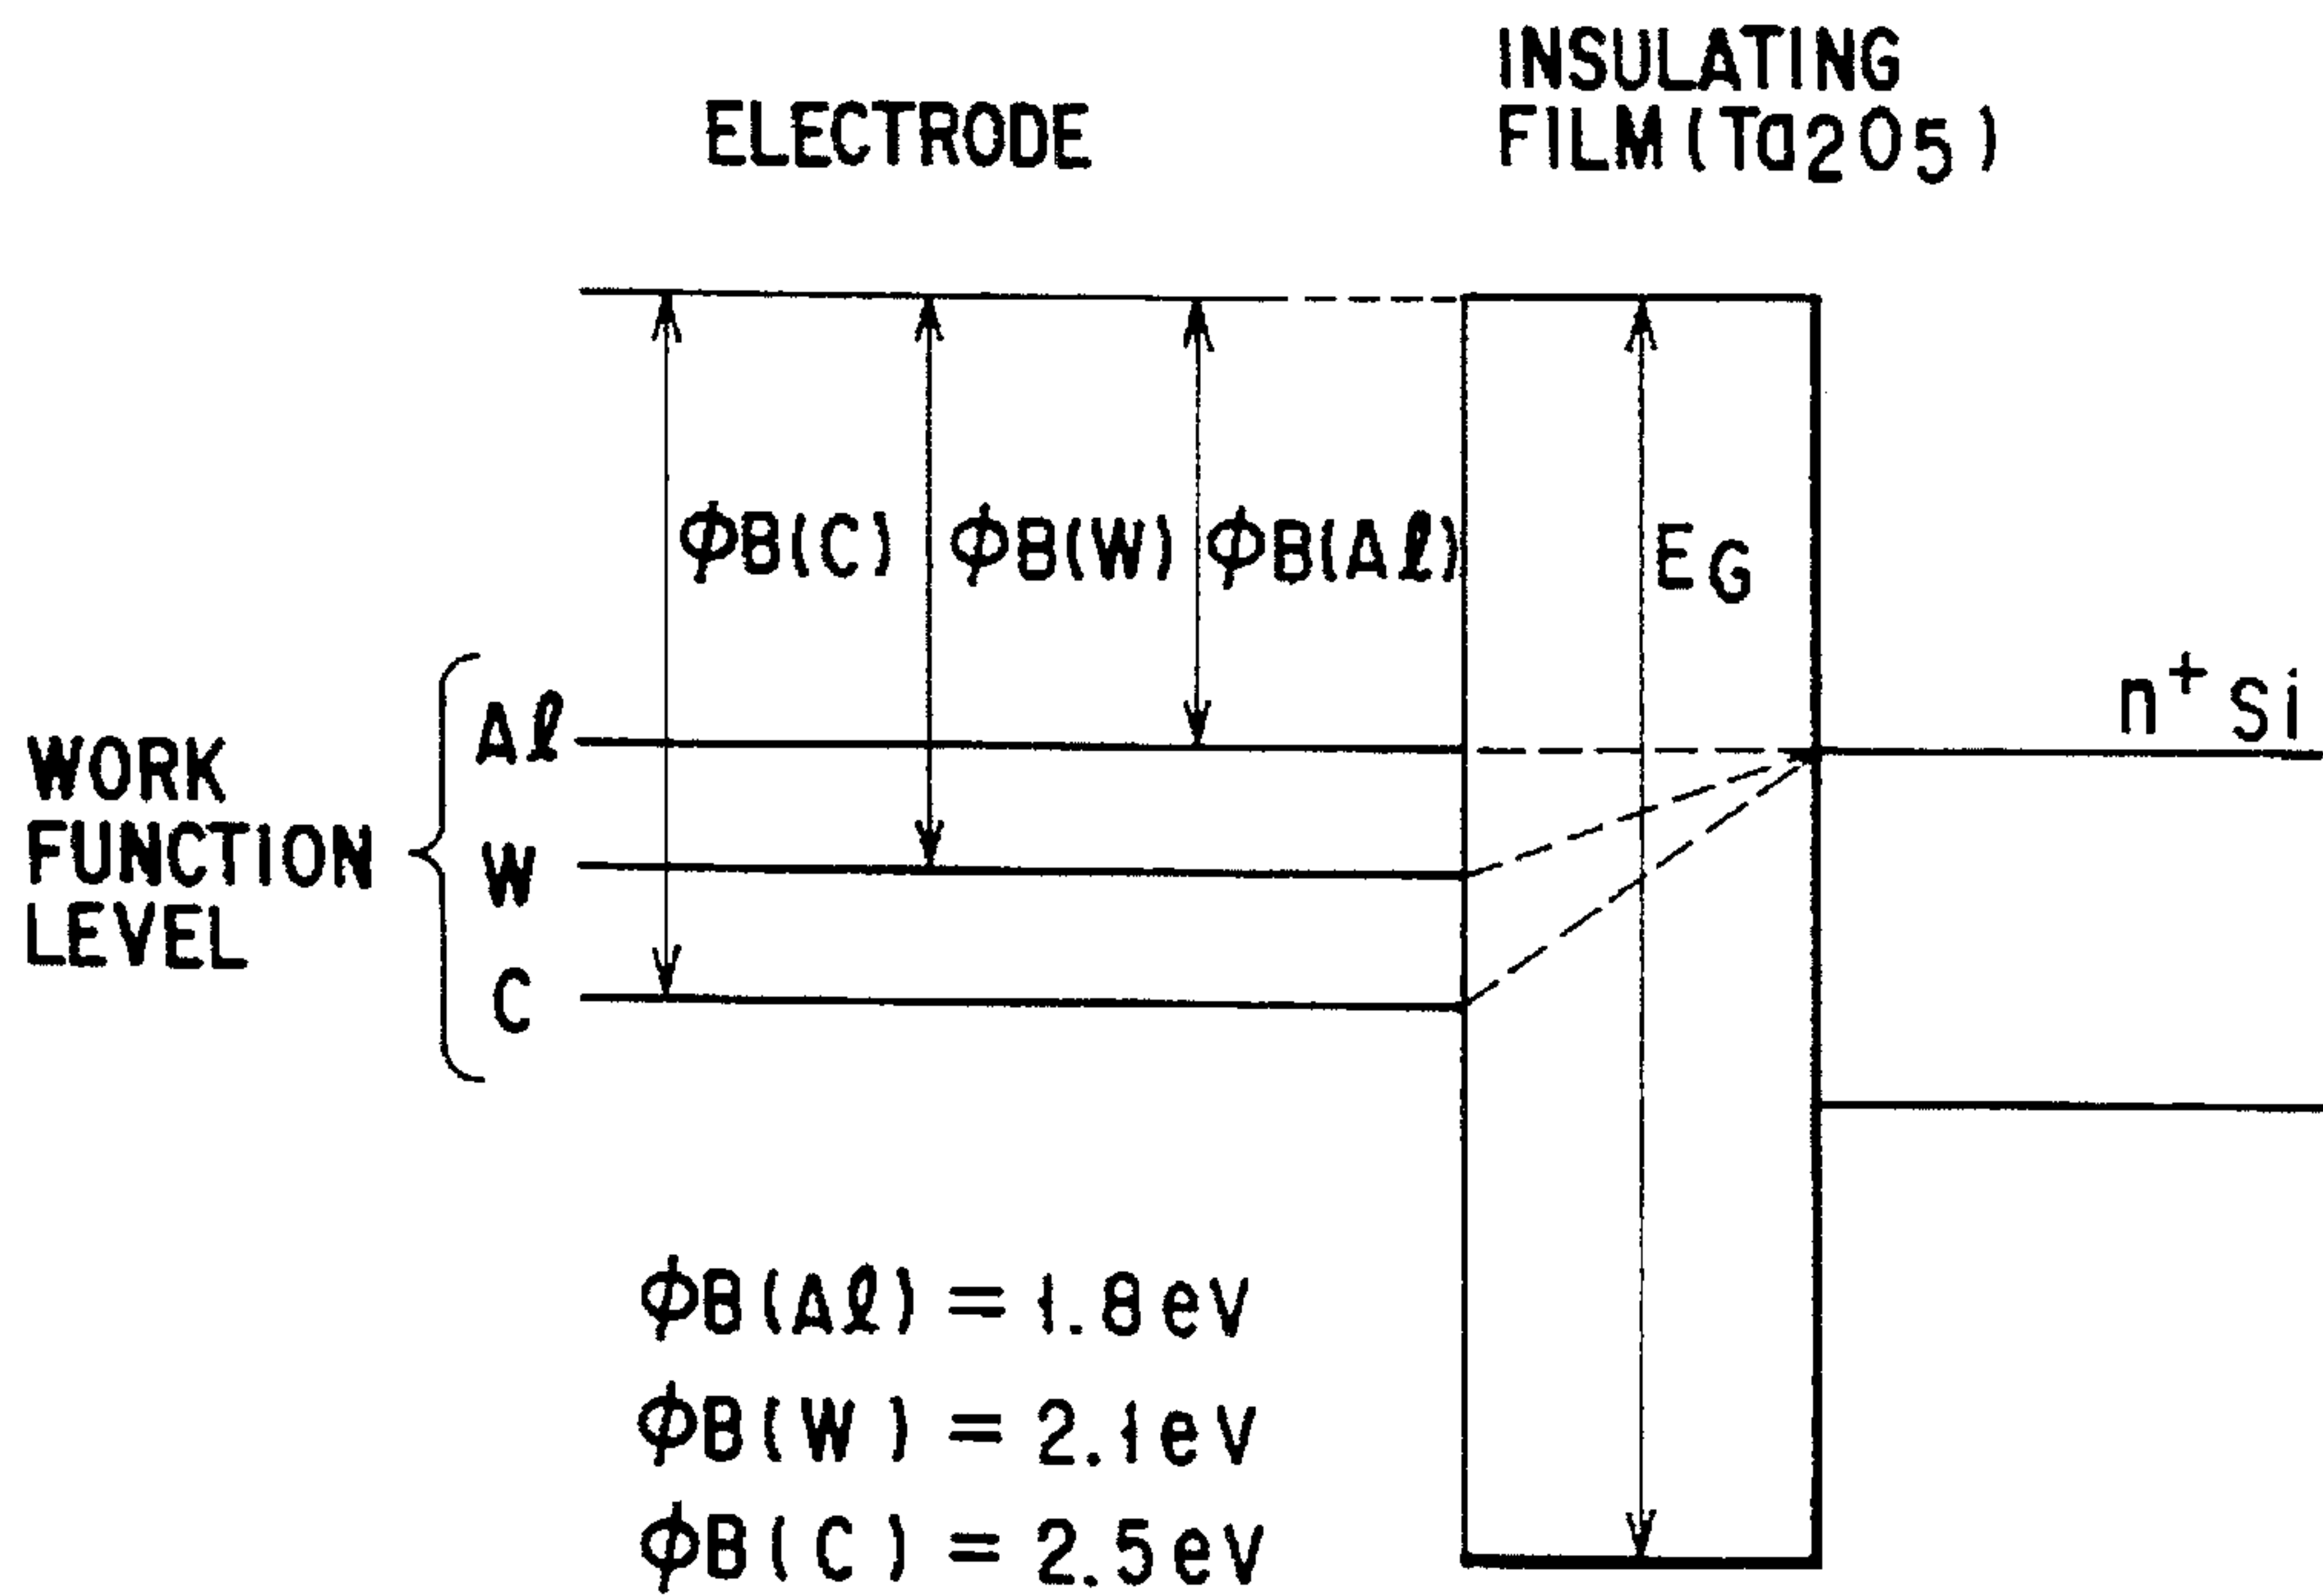 ELECTRODE
INSULATING
FILM(Ta2O5)
ϕB(C)
ϕB(W)
ϕB(Aℓ)
EG
n+ Si
WORK
FUNCTION
LEVEL
Aℓ
W
C
ϕB(Aℓ) = 1.8eV
ϕB(W) = 2.1eV
ϕB(C) = 2.5eV